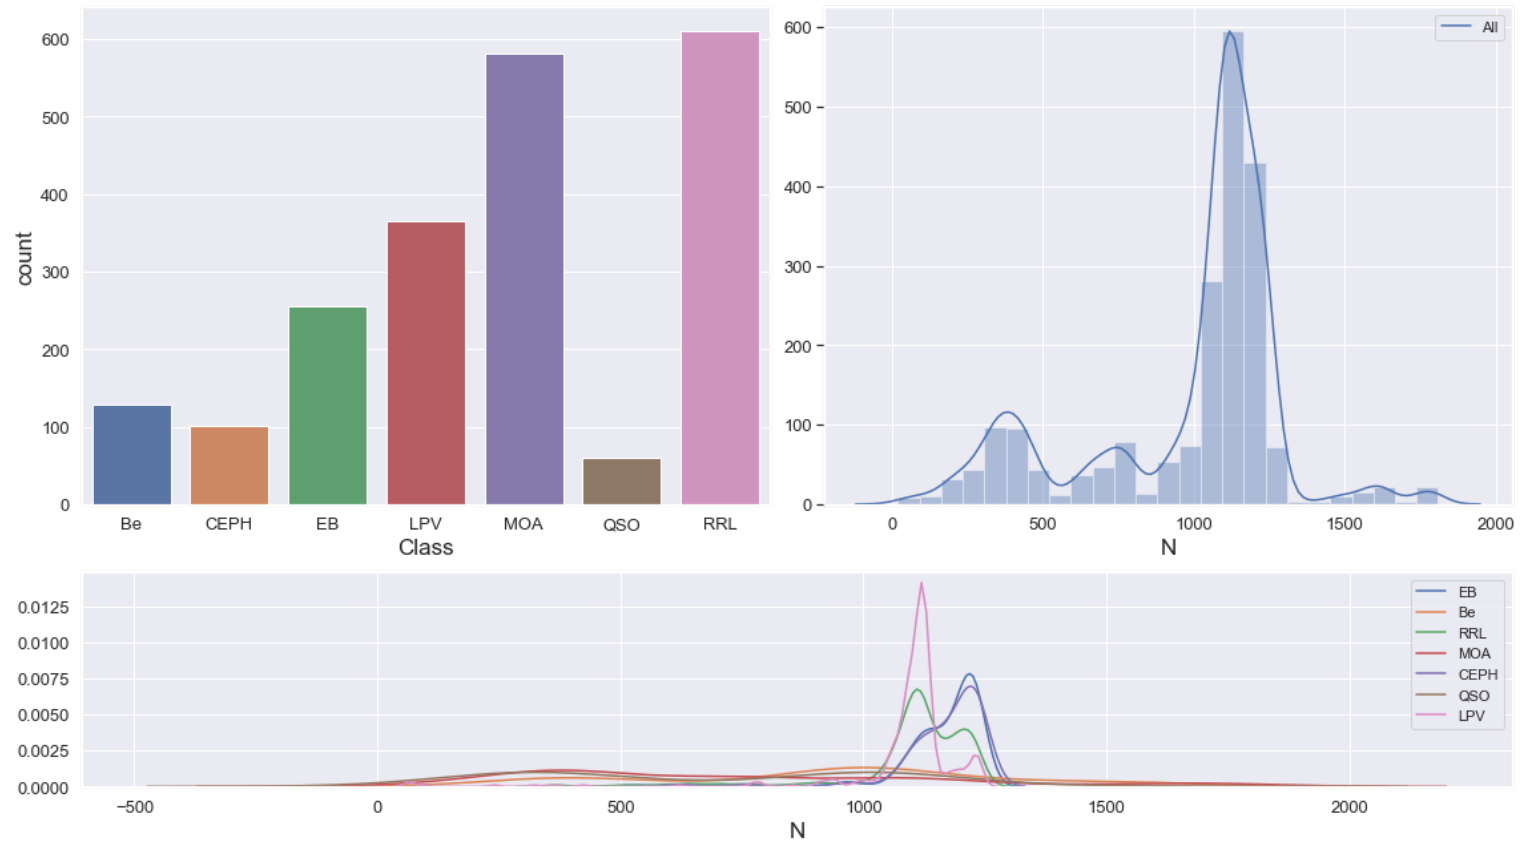 600
500
400
300
200
100
0
count
Be CEPH EB LPV MOA QSO RRL
Class
All
600
500
400
300
200
100
0
0 500 1000 1500 2000
N
EB
Be
RRL
MOA
CEPH
QSO
LPV
0.0125
0.0100
0.0075
0.0050
0.0025
0.0000
−500 0 500 1000 1500 2000
N